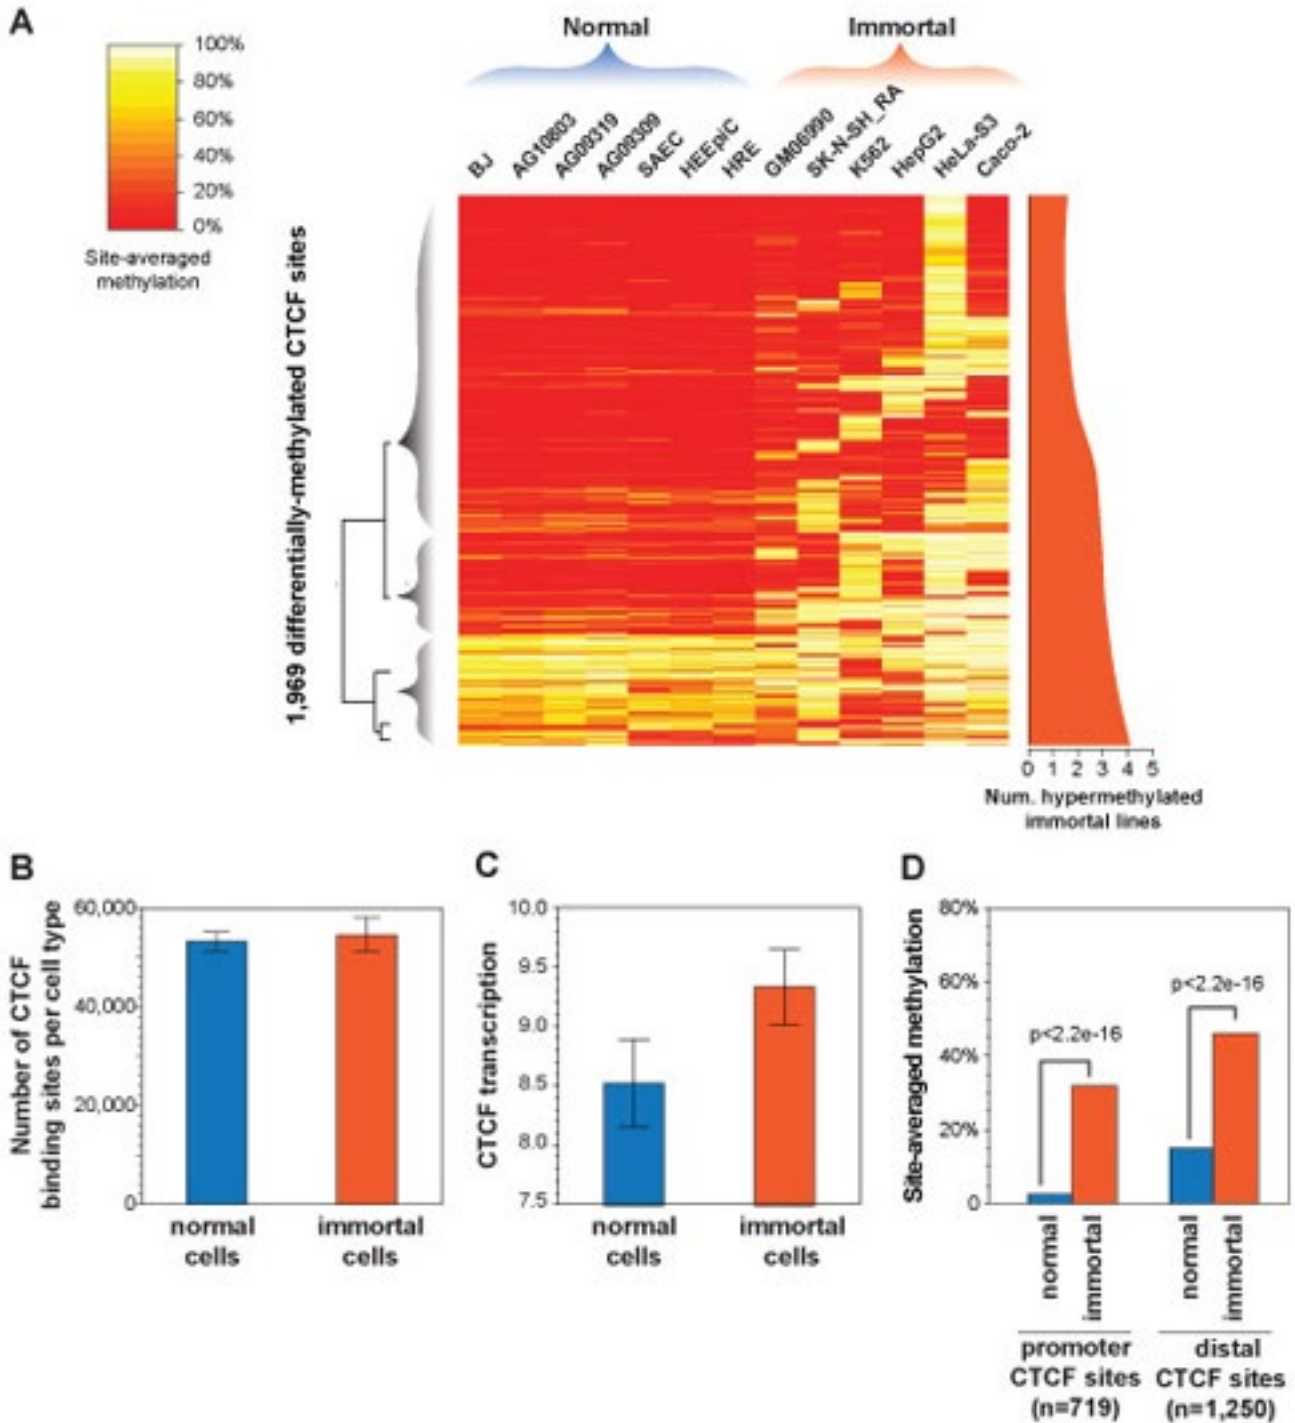 A
100%
80%
60%
40%
20%
0%
Site-averaged
methylation
Normal
Immortal
BJ
AG10803
AG09319
AG09309
SAEC
HEEpiC
HRE
GM06990
SK-N-SH_RA
K562
HepG2
HeLa-S3
Caco-2
1,969 differentially-methylated CTCF sites
0 1 2 3 4 5
Num. hypermethylated
immortal lines
B
Number of CTCF
binding sites per cell type
60,000
40,000
20,000
0
normal
cells
immortal
cells
C
CTCF transcription
10.0
9.5
9.0
8.5
8.0
7.5
normal
cells
immortal
cells
D
Site-averaged methylation
80%
60%
40%
20%
0
p<2.2e-16
p<2.2e-16
normal
immortal
normal
immortal
promoter
CTCF sites
(n=719)
distal
CTCF sites
(n=1,250)